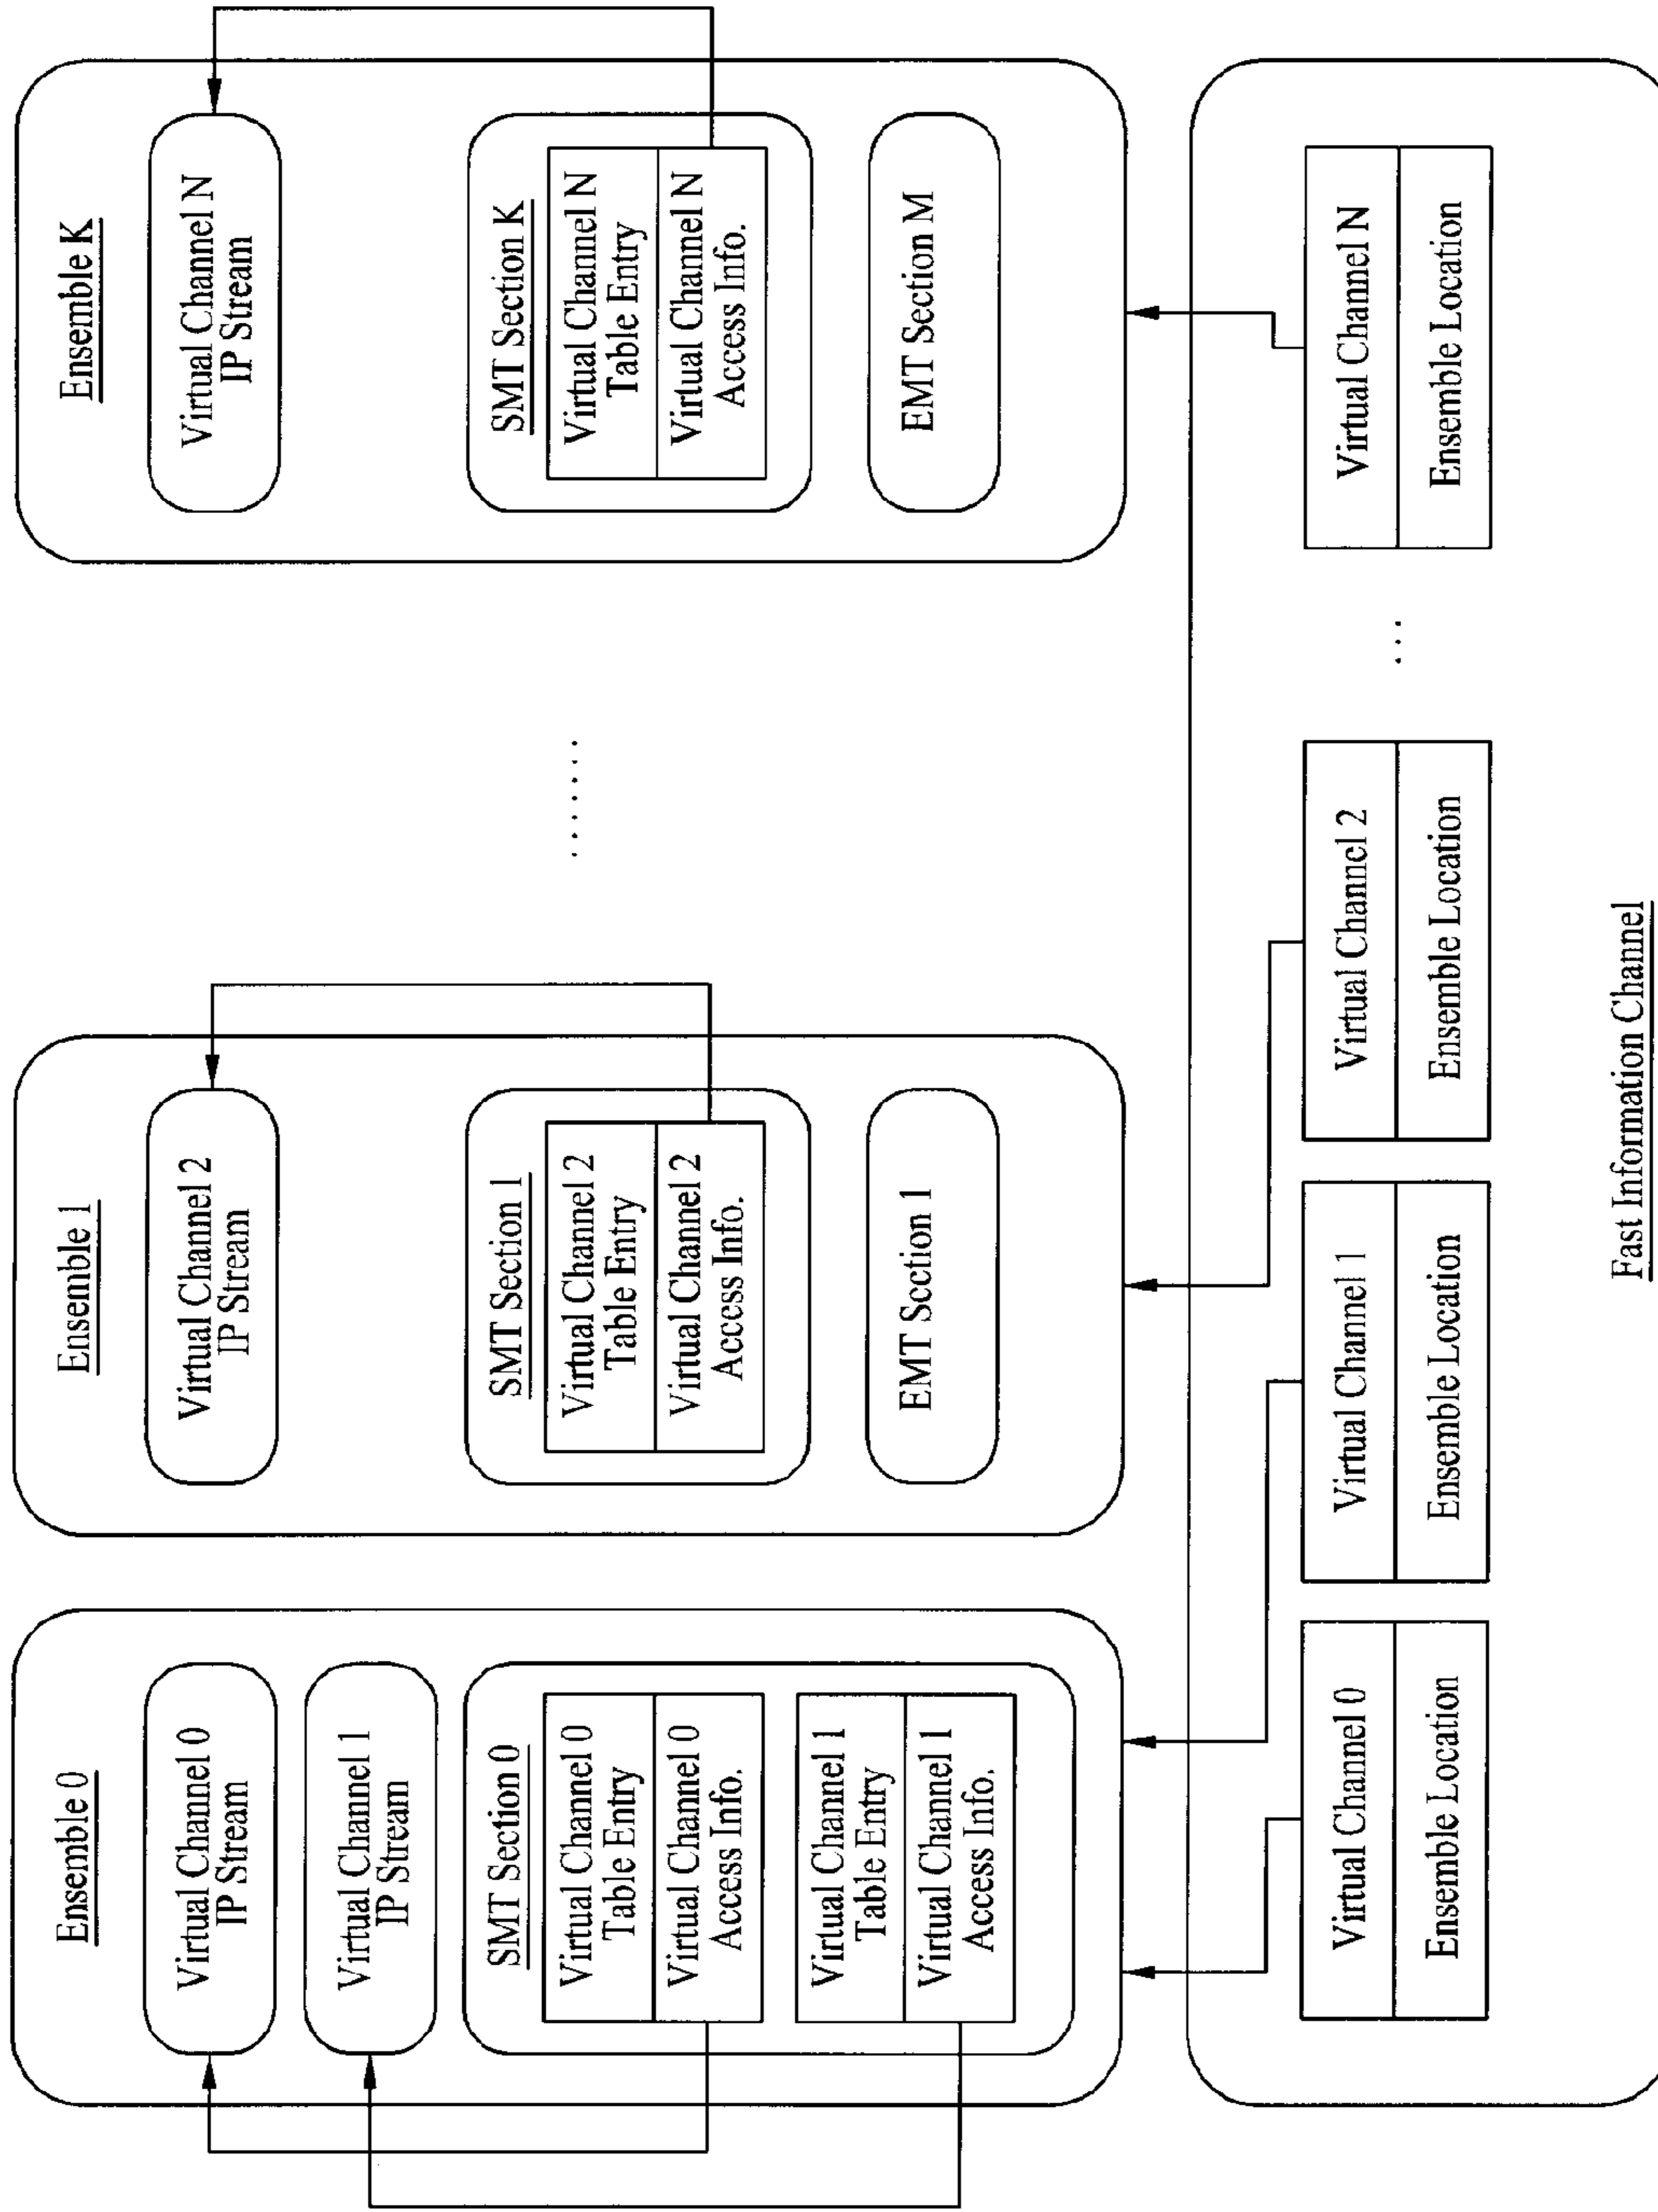 Ensemble 0
Virtual Channel 0
IP Stream
Virtual Channel 1
IP Stream
SMT Section 0
Virtual Channel 0
Table Entry
Virtual Channel 0
Access Info.
Virtual Channel 1
Table Entry
Virtual Channel 1
Access Info.
Ensemble 1
Virtual Channel 2
IP Stream
SMT Section 1
Virtual Channel 2
Table Entry
Virtual Channel 2
Access Info.
EMT Section 1
.......
Ensemble K
Virtual Channel N
IP Stream
SMT Section K
Virtual Channel N
Table Entry
Virtual Channel N
Access Info.
EMT Section M
Virtual Channel 0
Ensemble Location
Virtual Channel 1
Ensemble Location
Virtual Channel 2
Ensemble Location
...
Virtual Channel N
Ensemble Location
Fast Information Channel